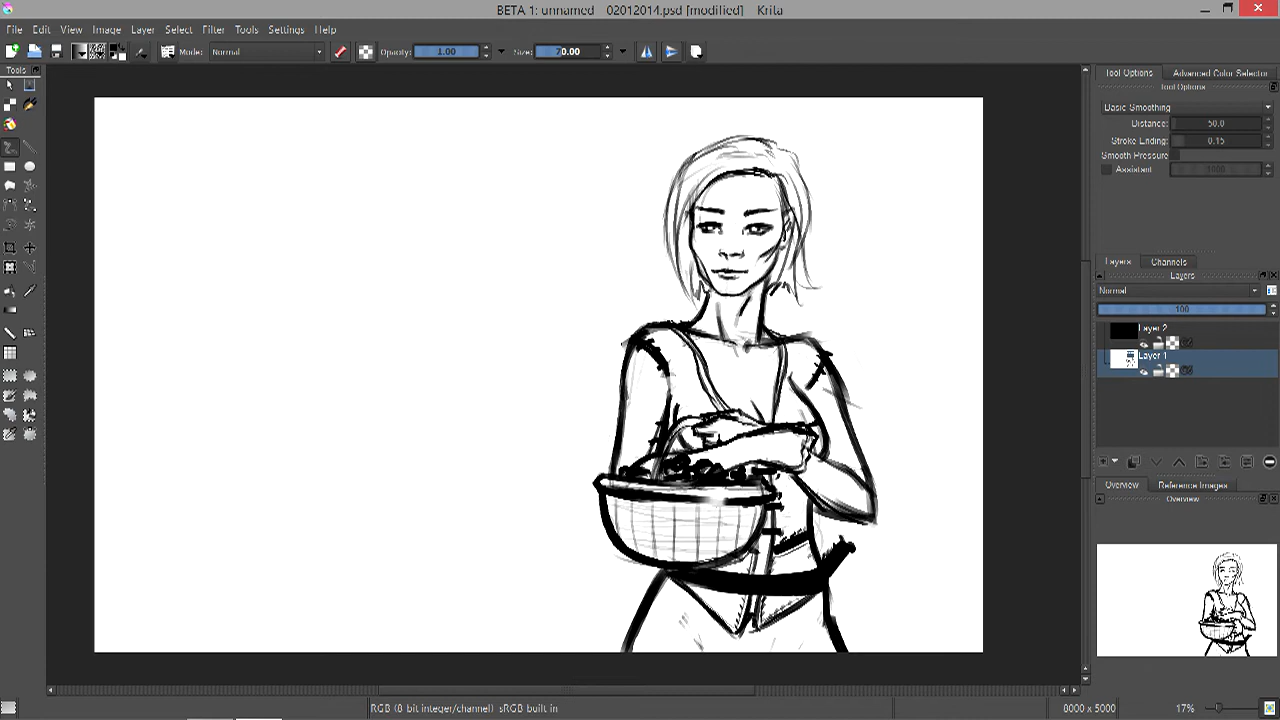 BETA 1: unnamed 02012014.psd [modified] Krita
File Edit View Image Layer Select Filter Tools Settings Help
Mode: Normal Opacity: 1.00 Size: 70.00
Tools
Tool Options Advanced Color Selector
Tool Options
Basic Smoothing
Distance: 50.0
Stroke Ending: 0.15
Smooth Pressure
Assistant 1000
Layers Channels
Layers
Normal
100
Layer 2
Layer 1
Overview Reference Images
Overview
RGB (8 bit integer/channel) sRGB built in 8000 x 5000 17%